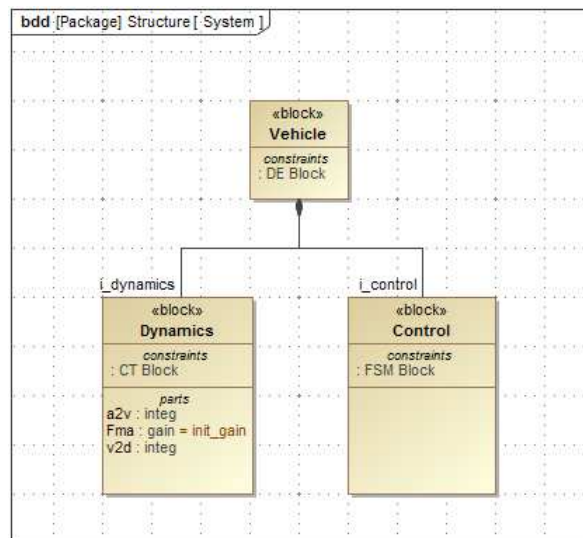 bdd [Package] Structure [ System ]
«block»
Vehicle
constraints
: DE Block
i_dynamics
i_control
«block»
Dynamics
constraints
: CT Block
parts
a2v : integ
Fma : gain = init_gain
v2d : integ
«block»
Control
constraints
: FSM Block